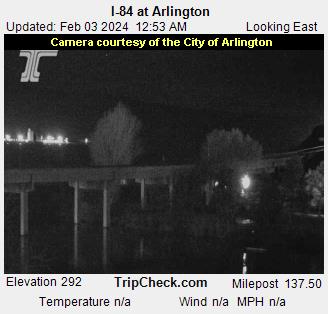 I-84 at Arlington
Updated: Feb 03 2024 12:53 AM Looking East
Camera courtesy of the City of Arlington
Elevation 292 TripCheck.com Milepost 137.50
Temperature n/a Wind n/a MPH n/a